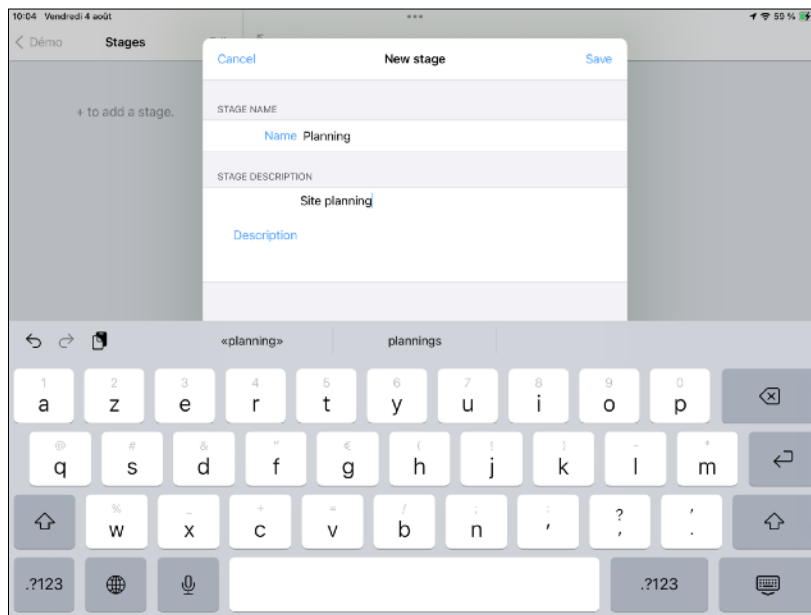 10:04 Vendredi 4 août
59 %
Démo Stages
Cancel New stage Save
+ to add a stage.
STAGE NAME
Name Planning
STAGE DESCRIPTION
Site planning
Description
«planning» plannings
1 2 3 4 5 6 7 8 9 0
a z e r t y u i o p
@ # & " € ( ! ) - *
q s d f g h j k l m
% _ + = / ; : ? '
w x c v b n ' , .
.?123 .?123